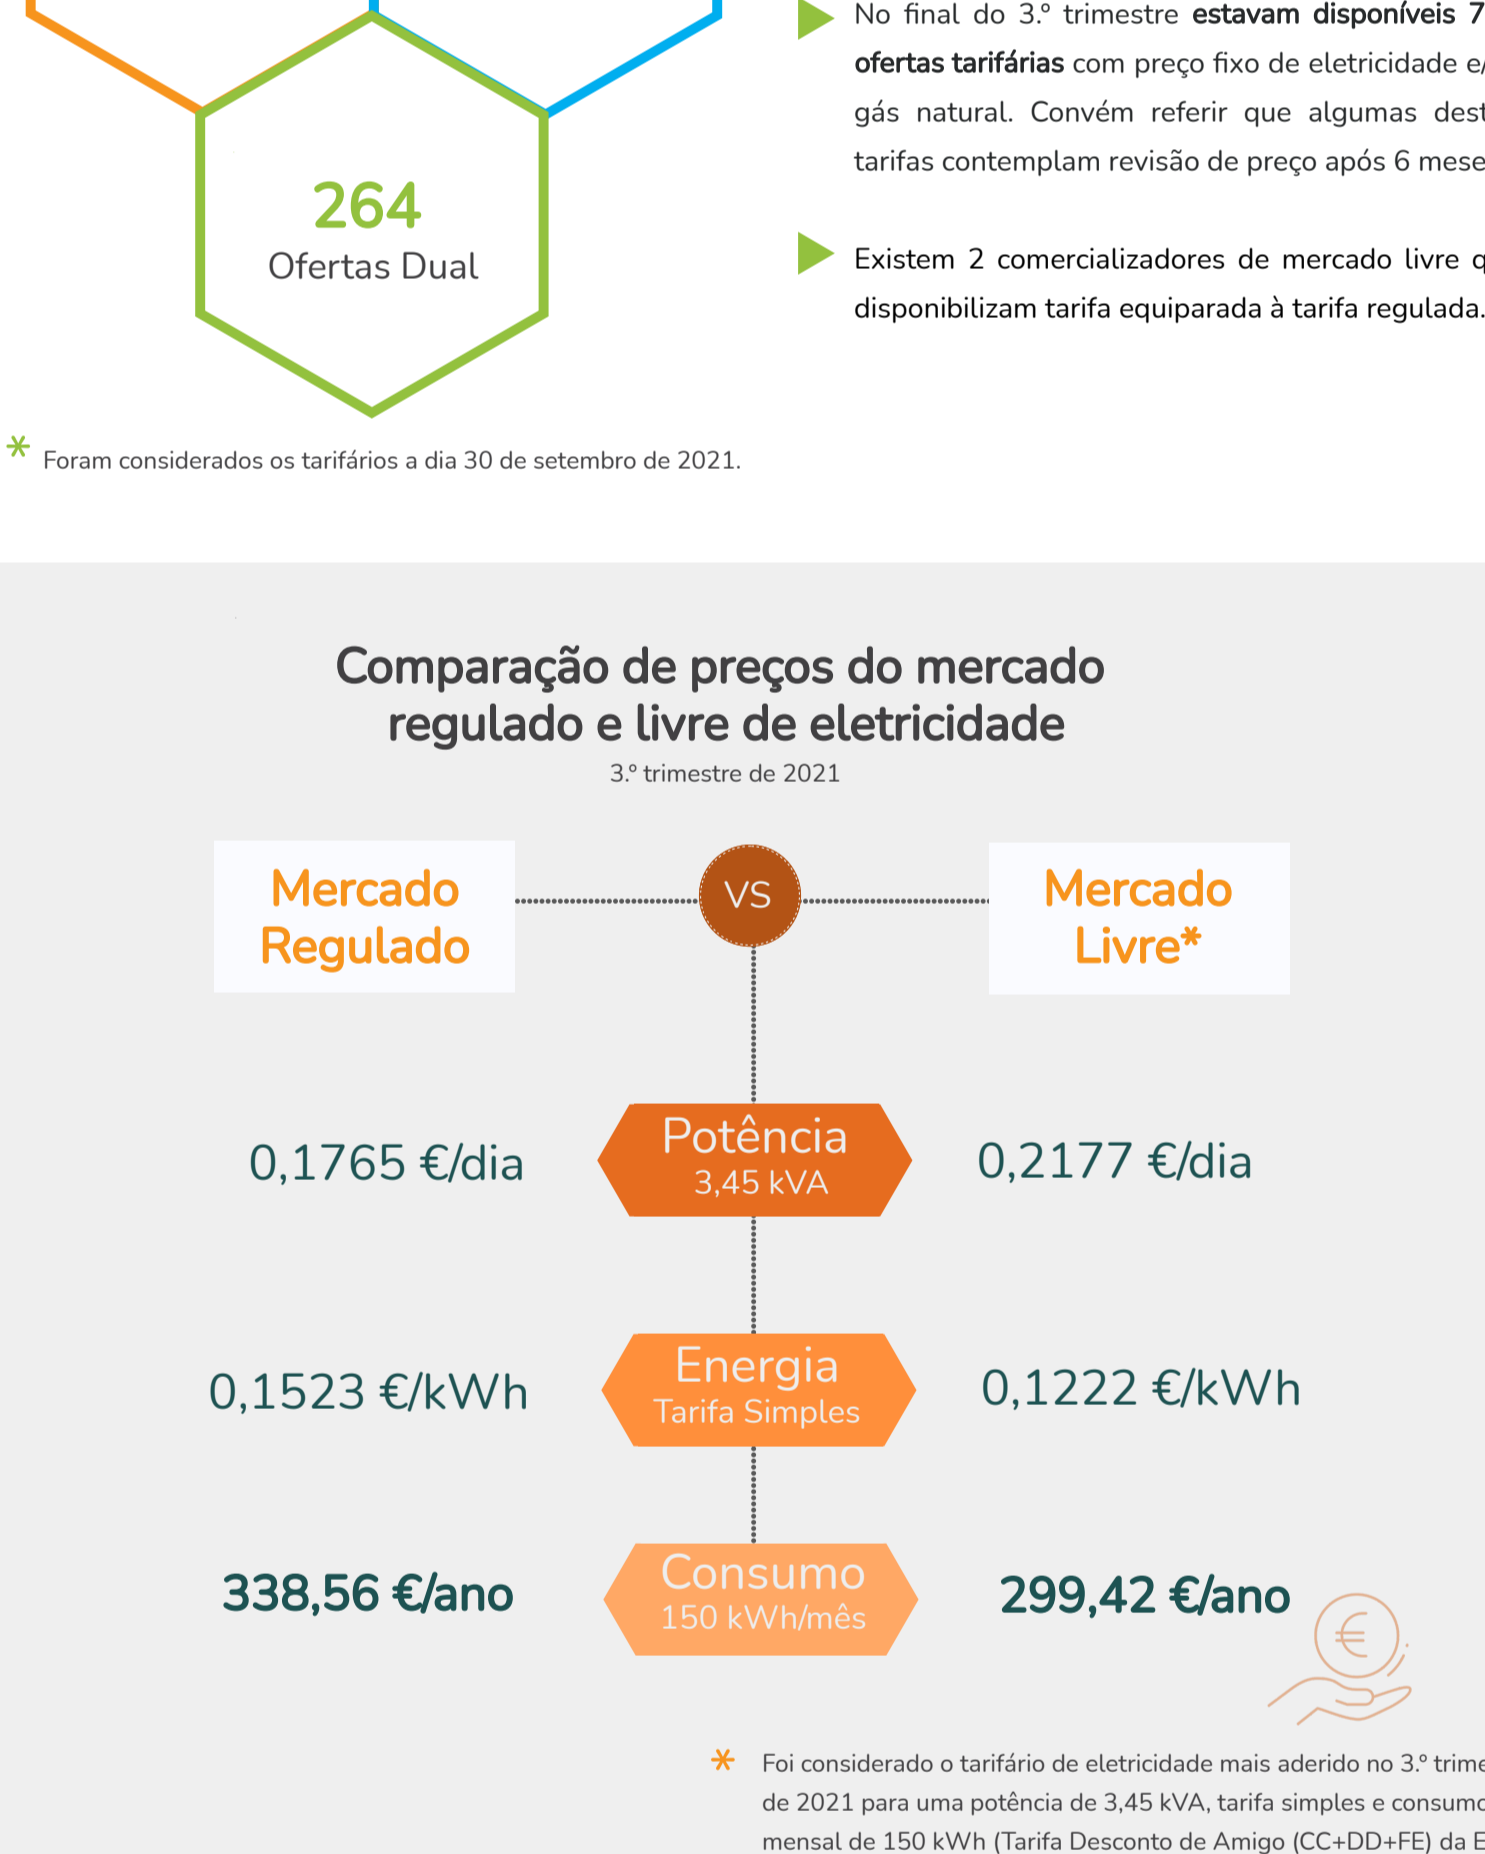 264
Ofertas Dual
* Foram considerados os tarifários a dia 30 de setembro de 2021.
No final do 3.º trimestre estavam disponíveis 7
ofertas tarifárias com preço fixo de eletricidade e/
gás natural. Convém referir que algumas dest
tarifas contemplam revisão de preço após 6 mese
Existem 2 comercializadores de mercado livre q
disponibilizam tarifa equiparada à tarifa regulada.
Comparação de preços do mercado
regulado e livre de eletricidade
3.º trimestre de 2021
Mercado
Regulado
VS
Mercado
Livre*
0,1765 €/dia
Potência
3,45 kVA
0,2177 €/dia
0,1523 €/kWh
Energia
Tarifa Simples
0,1222 €/kWh
338,56 €/ano
Consumo
150 kWh/mês
299,42 €/ano
€
* Foi considerado o tarifário de eletricidade mais aderido no 3.º trime
de 2021 para uma potência de 3,45 kVA, tarifa simples e consumo
mensal de 150 kWh (Tarifa Desconto de Amigo (CC+DD+FE) da E